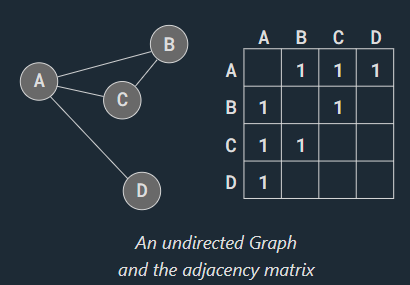 B
A
C
D
A B C D
A 1 1 1
B 1 1
C 1 1
D 1
An undirected Graph
and the adjacency matrix